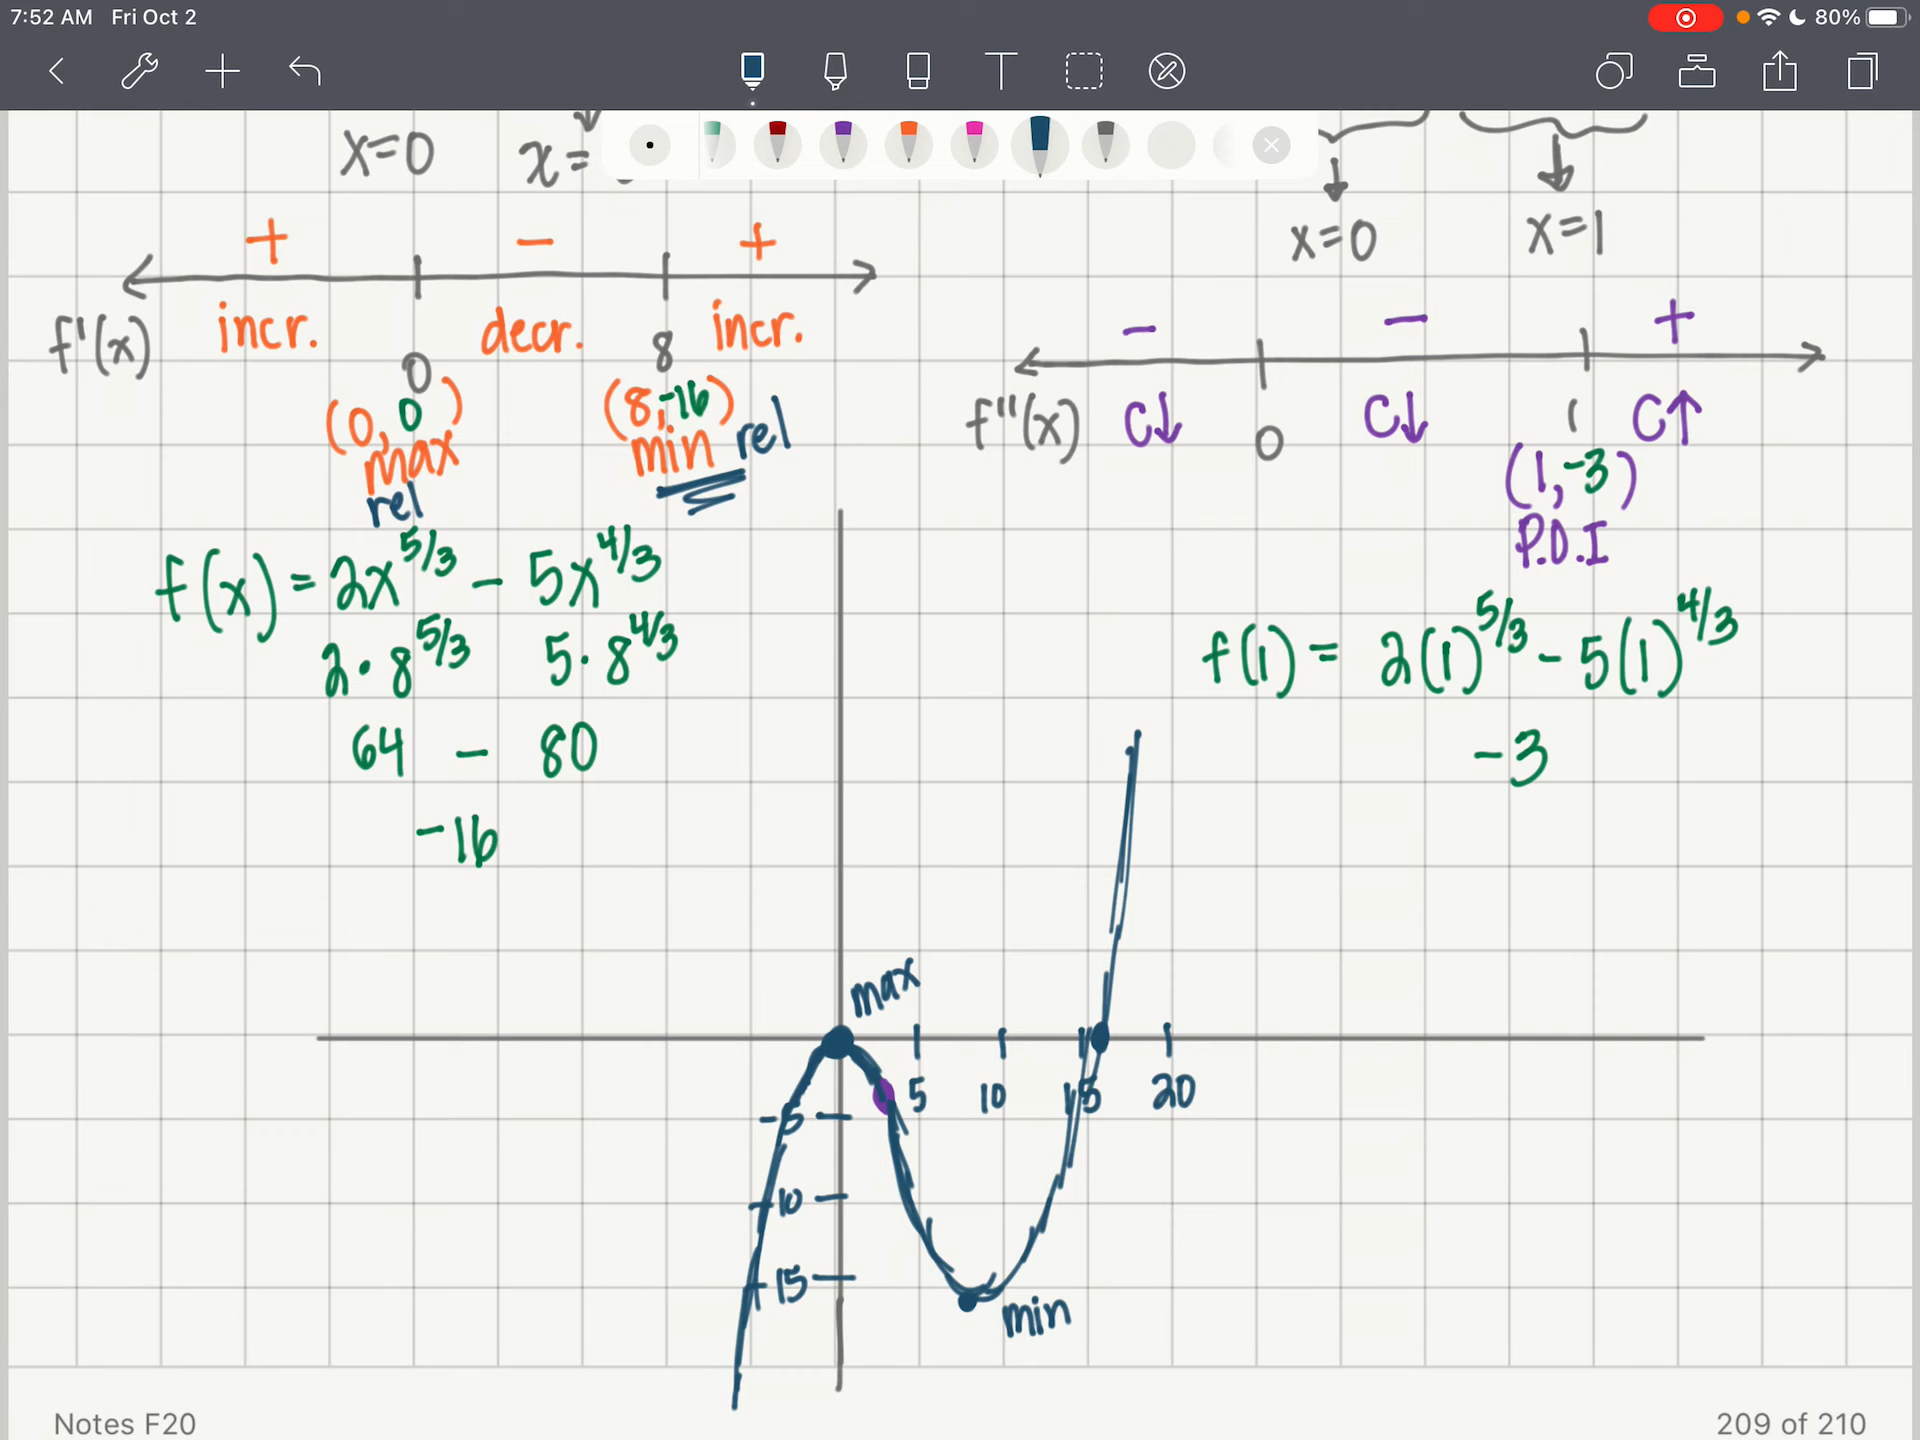 7:52 AM Fri Oct 2
80%
x=0 x=
x=0 x=1
+ − +
f'(x) incr. decr. incr.
0 8
(0, 0) (8, -16)
max min rel
rel
− − +
f''(x) C↓ C↓ C↑
0 1
(1, -3)
P.O.I
f(x) = 2x^5/3 − 5x^4/3
2·8^5/3 5·8^4/3
64 − 80
-16
f(1) = 2(1)^5/3 − 5(1)^4/3
-3
max
5 10 15 20
-5
-10
-15
min
Notes F20
209 of 210